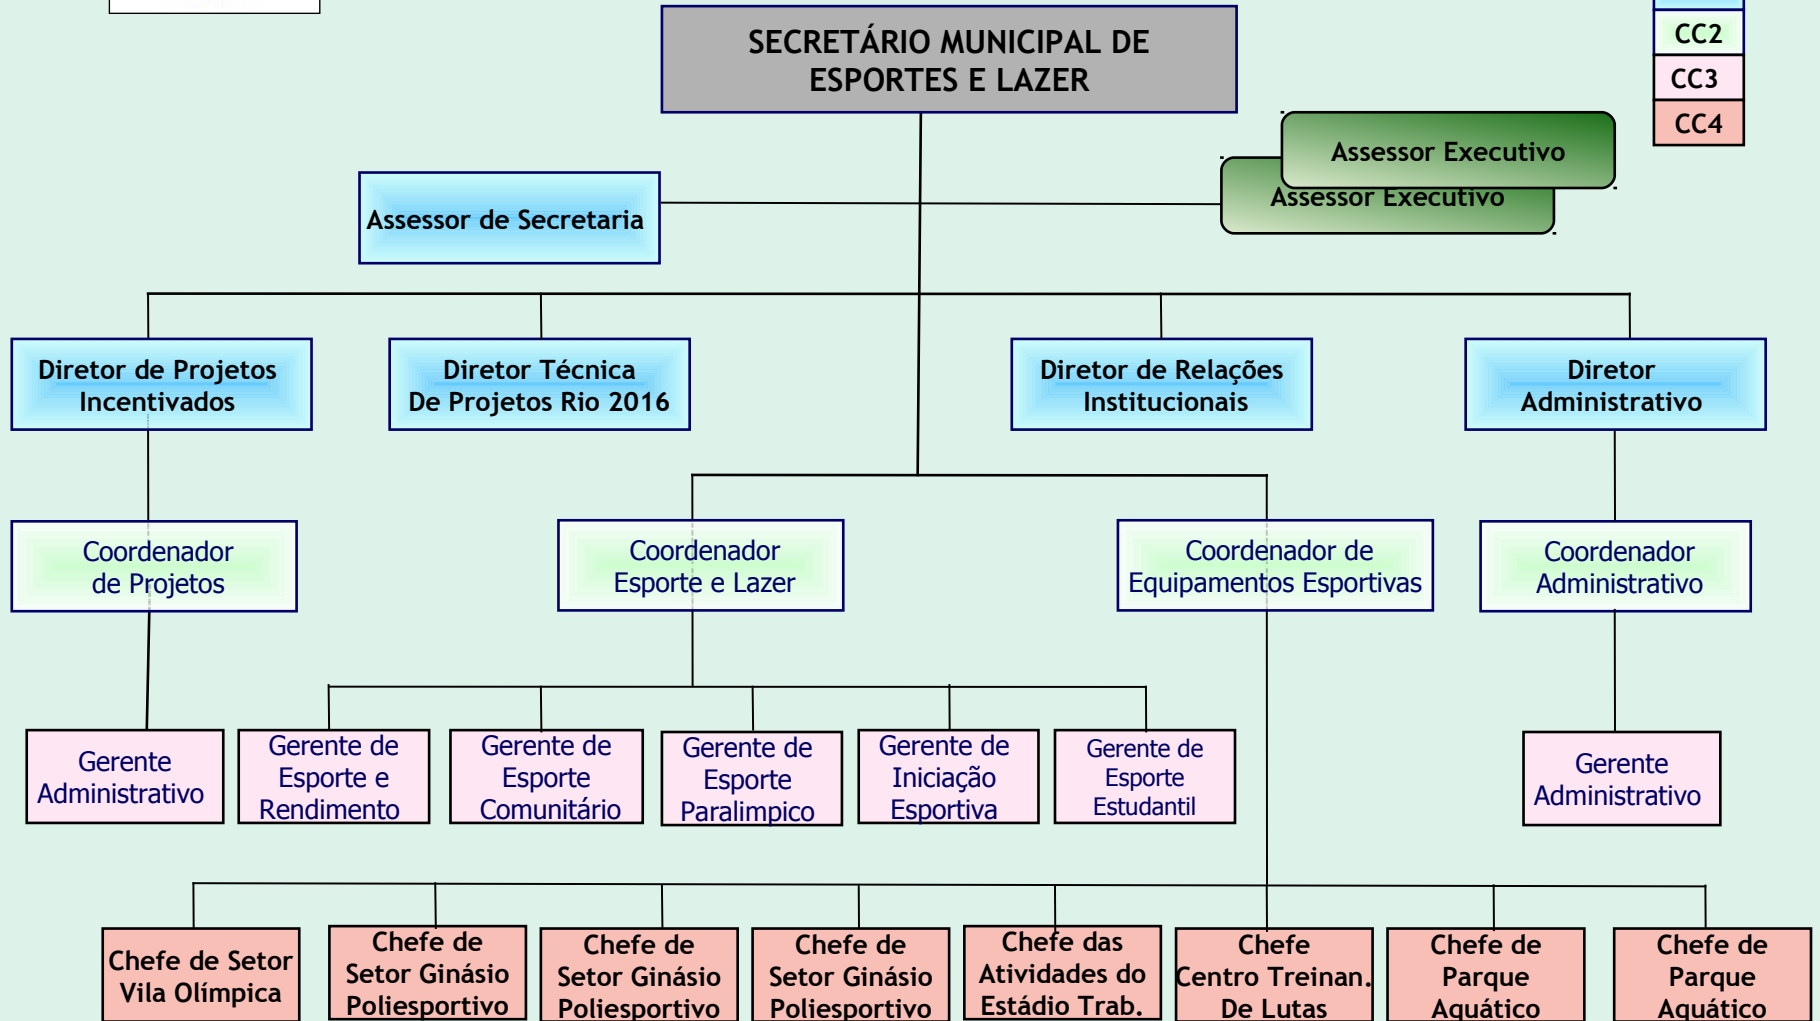 SECRETÁRIO MUNICIPAL DE
ESPORTES E LAZER
CC2
CC3
CC4
Assessor Executivo
Assessor Executivo
Assessor de Secretaria
Diretor de Projetos
Incentivados
Diretor Técnica
De Projetos Rio 2016
Diretor de Relações
Institucionais
Diretor
Administrativo
Coordenador
de Projetos
Coordenador
Esporte e Lazer
Coordenador de
Equipamentos Esportivas
Coordenador
Administrativo
Gerente
Administrativo
Gerente de
Esporte e
Rendimento
Gerente de
Esporte
Comunitário
Gerente de
Esporte
Paralimpico
Gerente de
Iniciação
Esportiva
Gerente de
Esporte
Estudantil
Gerente
Administrativo
Chefe de Setor
Vila Olímpica
Chefe de
Setor Ginásio
Poliesportivo
Chefe de
Setor Ginásio
Poliesportivo
Chefe de
Setor Ginásio
Poliesportivo
Chefe das
Atividades do
Estádio Trab.
Chefe
Centro Treinan.
De Lutas
Chefe de
Parque
Aquático
Chefe de
Parque
Aquático